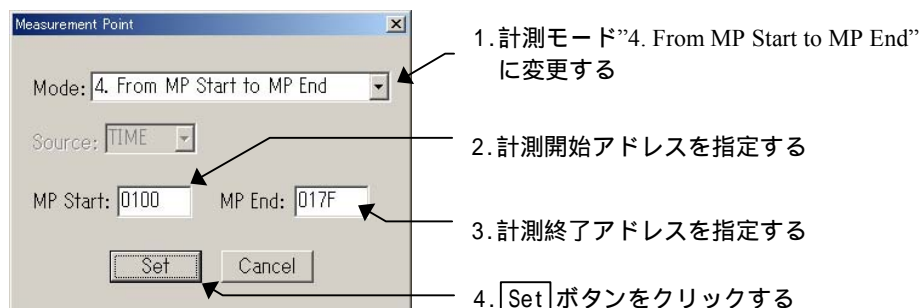 Measurement Point
1.計測モード”4. From MP Start to MP End”
に変更する
Mode: 4. From MP Start to MP End
Source: TIME
2.計測開始アドレスを指定する
MP Start: 0100 MP End: 017F
3.計測終了アドレスを指定する
Set Cancel
4.Setボタンをクリックする